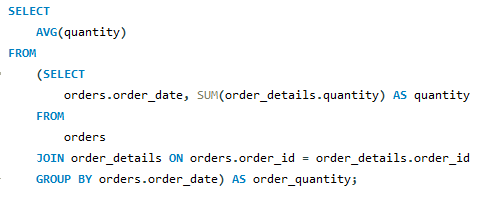 SELECT
    AVG(quantity)
FROM
    (SELECT
        orders.order_date, SUM(order_details.quantity) AS quantity
    FROM
        orders
    JOIN order_details ON orders.order_id = order_details.order_id
    GROUP BY orders.order_date) AS order_quantity;